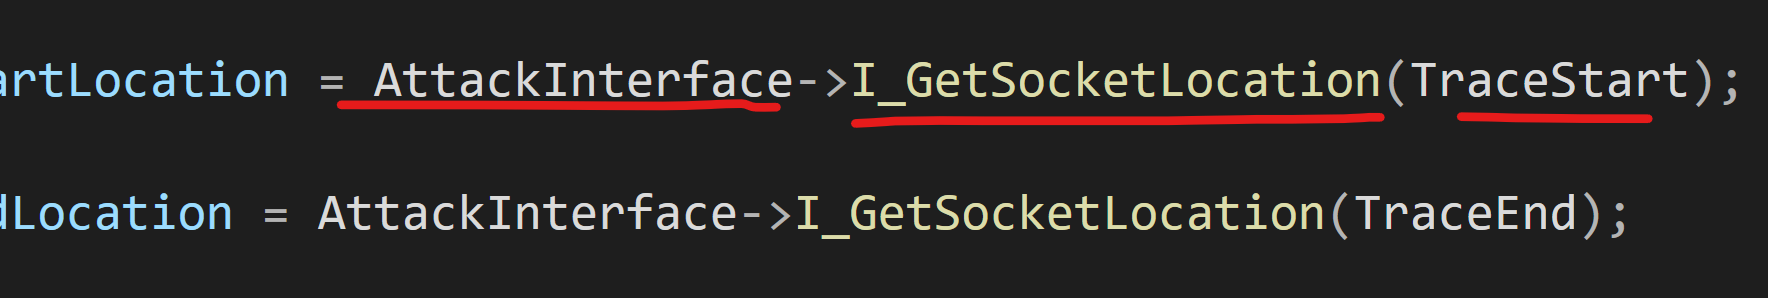 artLocation = AttackInterface->I_GetSocketLocation(TraceStart);
dLocation = AttackInterface->I_GetSocketLocation(TraceEnd);